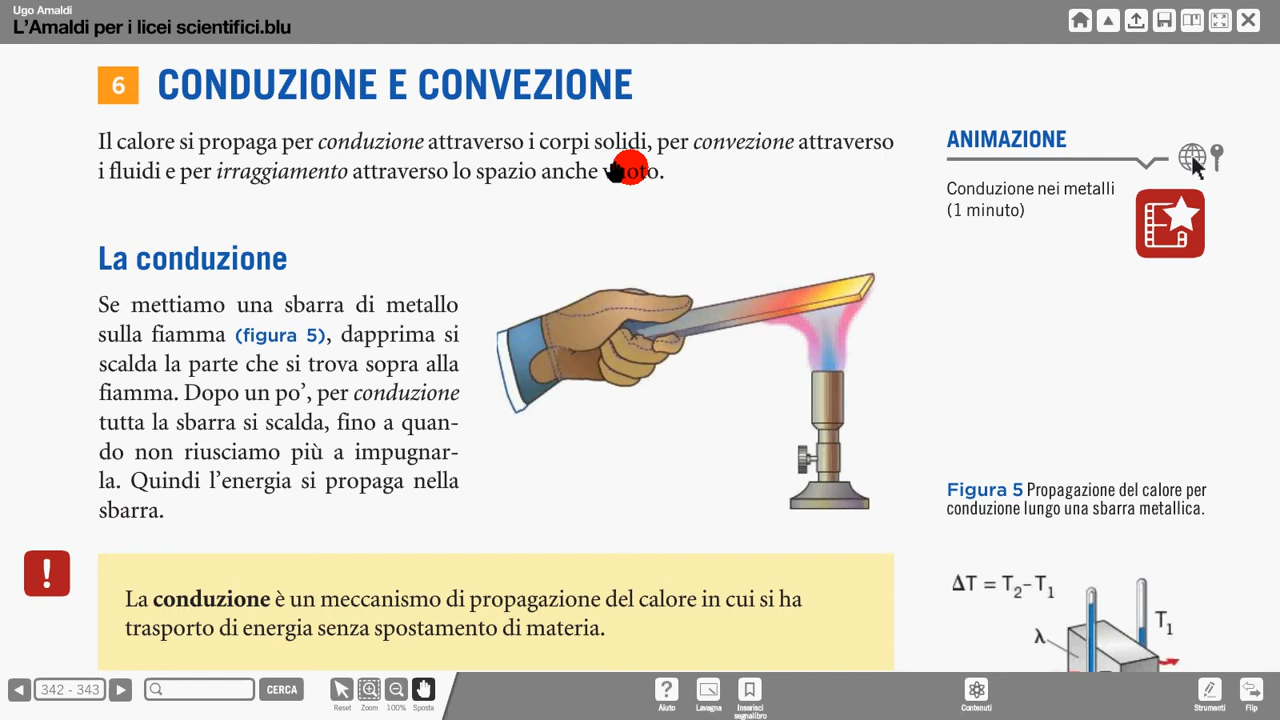 Ugo Amaldi
L'Amaldi per i licei scientifici.blu
6 CONDUZIONE E CONVEZIONE
Il calore si propaga per conduzione attraverso i corpi solidi, per convezione attraverso
i fluidi e per irraggiamento attraverso lo spazio anche
ANIMAZIONE
Conduzione nei metalli
(1 minuto)
La conduzione
Se mettiamo una sbarra di metallo
sulla fiamma (figura 5), dapprima si
scalda la parte che si trova sopra alla
fiamma. Dopo un po', per conduzione
tutta la sbarra si scalda, fino a quan-
do non riusciamo più a impugnar-
la. Quindi l'energia si propaga nella
sbarra.
Figura 5 Propagazione del calore per
conduzione lungo una sbarra metallica.
!
La conduzione è un meccanismo di propagazione del calore in cui si ha
trasporto di energia senza spostamento di materia.
ΔT = T2 – T1
T1
λ
342 - 343
CERCA
Reset
Zoom
100%
Sposta
Aiuto
Lavagna
Inserisci
segnalibro
Contenuti
Strumenti
Flip